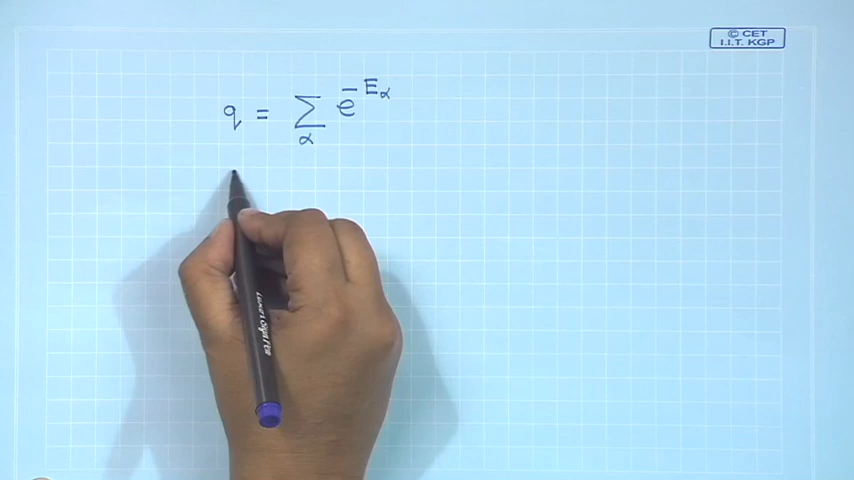 © CET
I.I.T. KGP
q = ∑_α e^{-E_α}